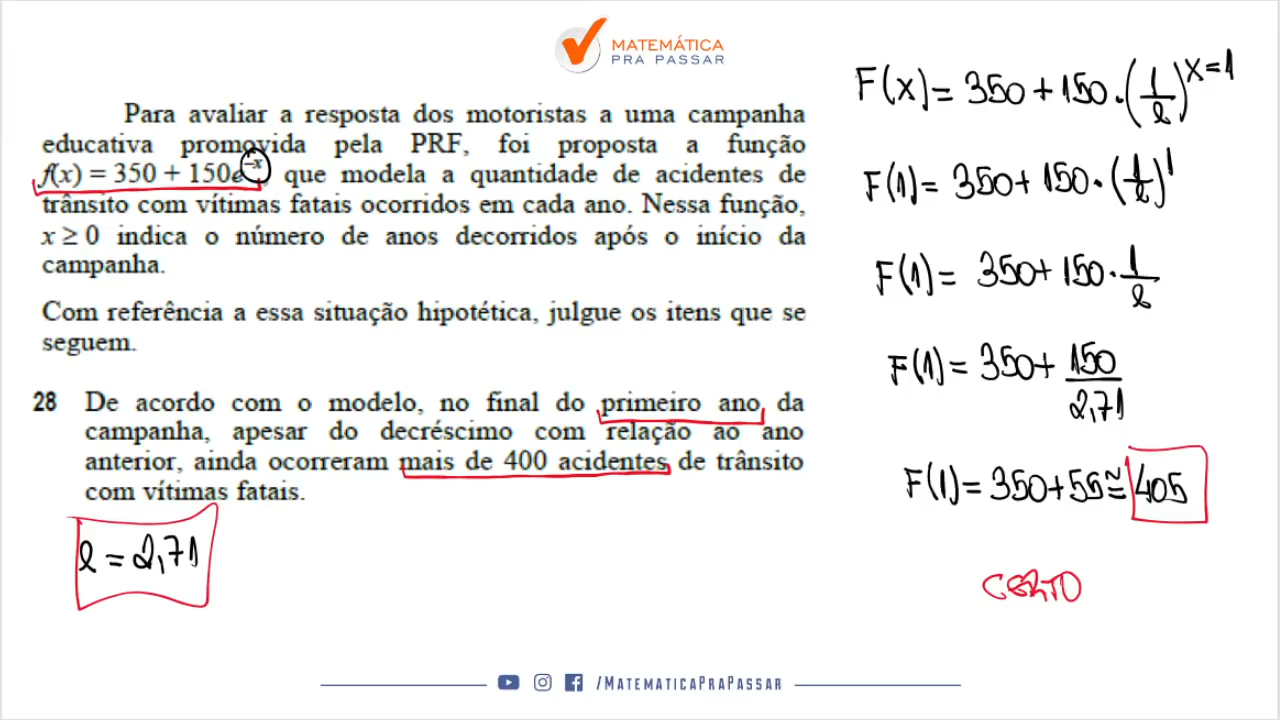 MATEMÁTICA
PRA PASSAR
Para avaliar a resposta dos motoristas a uma campanha
educativa promovida pela PRF, foi proposta a função
f(x) = 350 + 150e^-x, que modela a quantidade de acidentes de
trânsito com vítimas fatais ocorridos em cada ano. Nessa função,
x ≥ 0 indica o número de anos decorridos após o início da
campanha.
Com referência a essa situação hipotética, julgue os itens que se
seguem.
28 De acordo com o modelo, no final do primeiro ano da
campanha, apesar do decréscimo com relação ao ano
anterior, ainda ocorreram mais de 400 acidentes de trânsito
com vítimas fatais.
e = 2,71
F(x) = 350 + 150 · (1/e)^x=1
F(1) = 350 + 150 · (1/e)^1
F(1) = 350 + 150 · 1/e
F(1) = 350 + 150/2,71
F(1) = 350 + 55 ≅ 405
CERTO
/MatematicaPraPassar